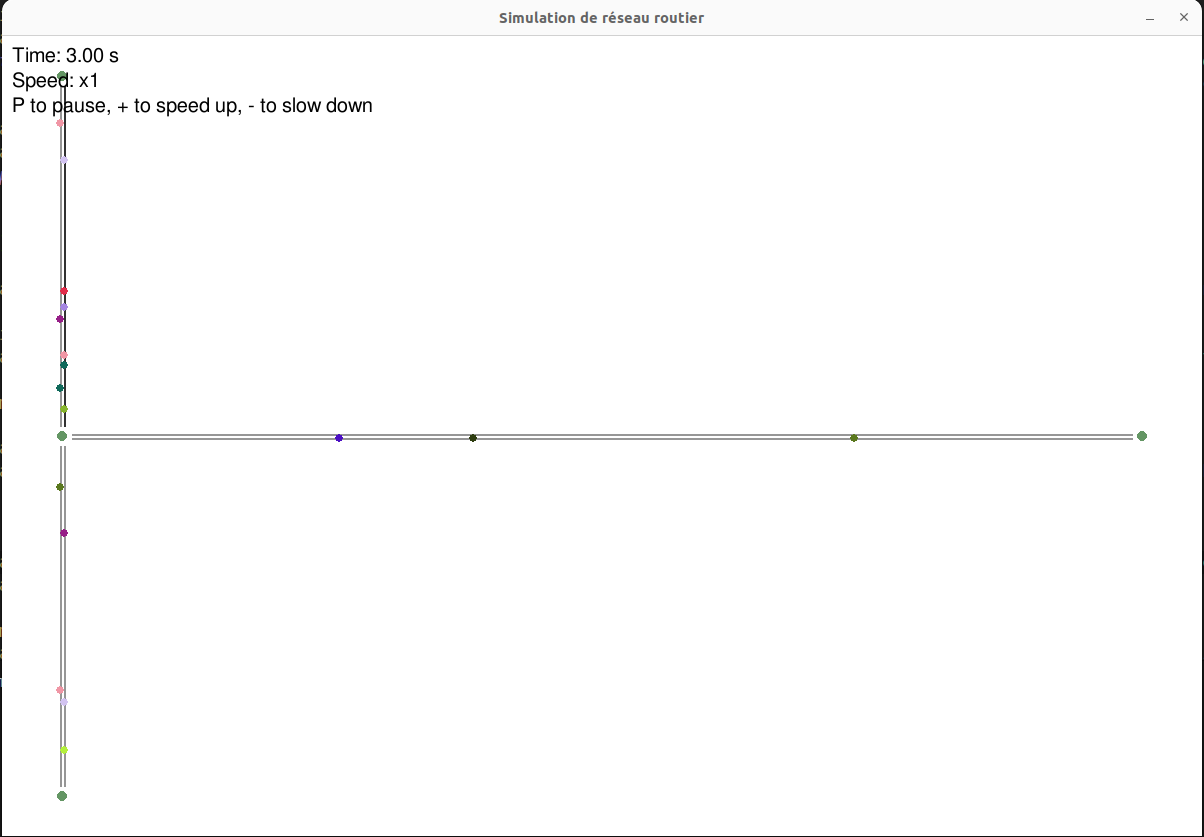 Simulation de réseau routier
Time: 3.00 s
Speed: x1
P to pause, + to speed up, - to slow down